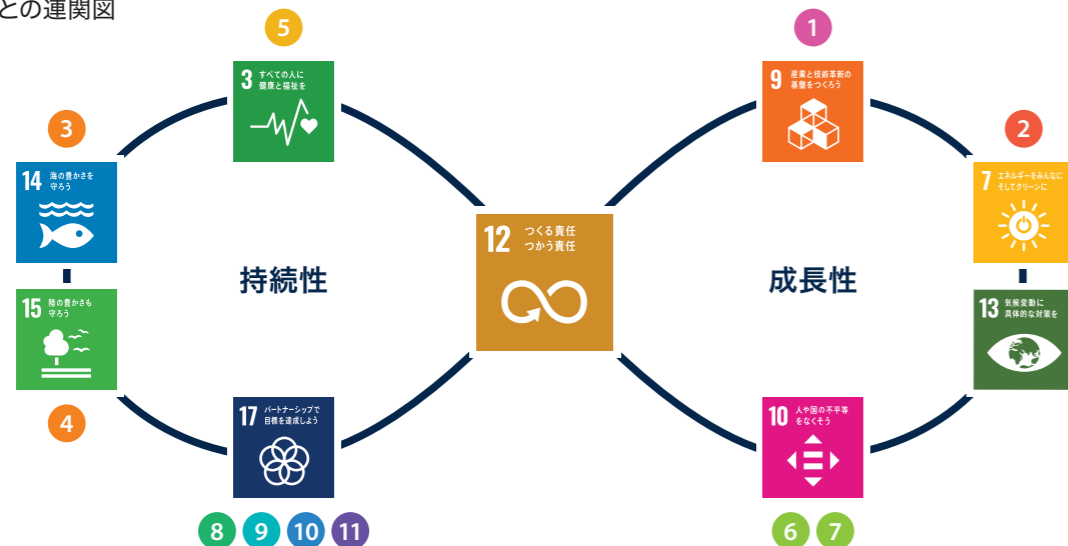 との連関図
5
1
3 すべての人に
健康と福祉を
9 産業と技術革新の
基盤をつくろう
3
2
14 海の豊かさを
守ろう
7 エネルギーをみんなに
そしてクリーンに
12 つくる責任
つかう責任
持続性
成長性
15 陸の豊かさも
守ろう
13 気候変動に
具体的な対策を
4
17 パートナーシップで
目標を達成しよう
10 人や国の不平等
をなくそう
8 9 10 11
6 7